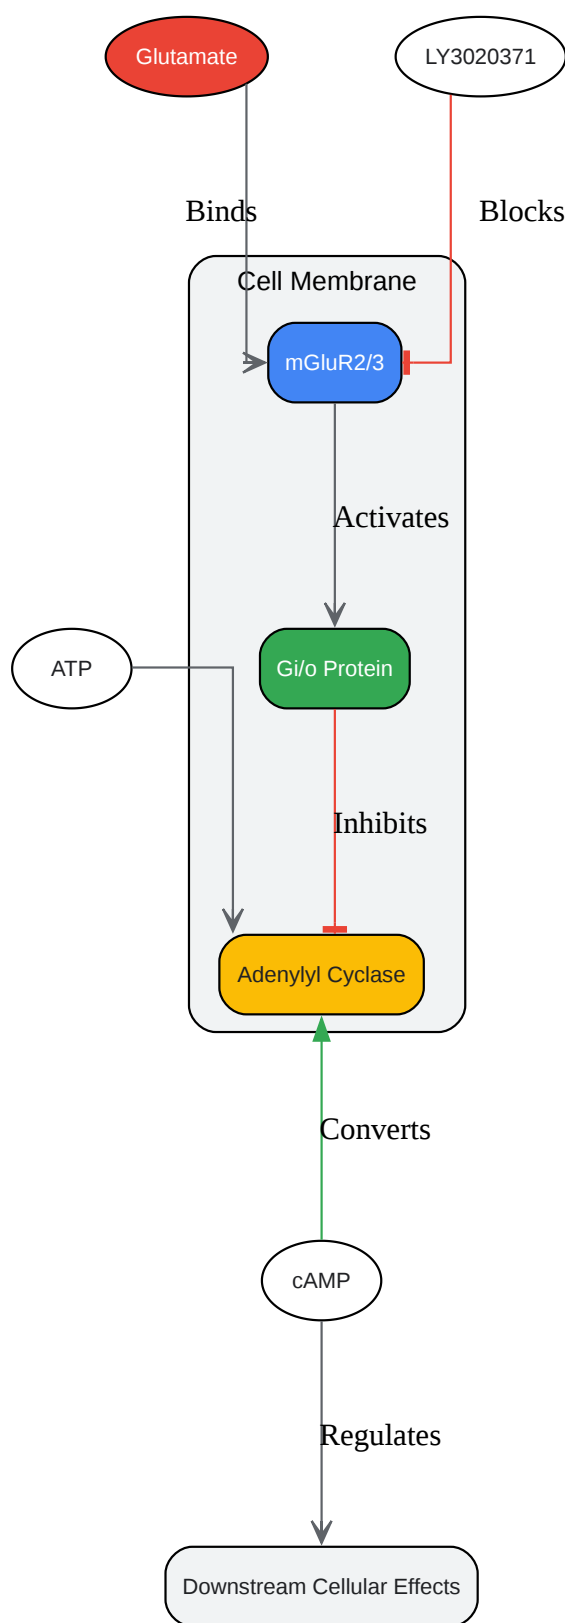 Glutamate
LY3020371
Binds
Blocks
Cell Membrane
mGluR2/3
Activates
ATP
Gi/o Protein
Inhibits
Adenylyl Cyclase
Converts
cAMP
Regulates
Downstream Cellular Effects